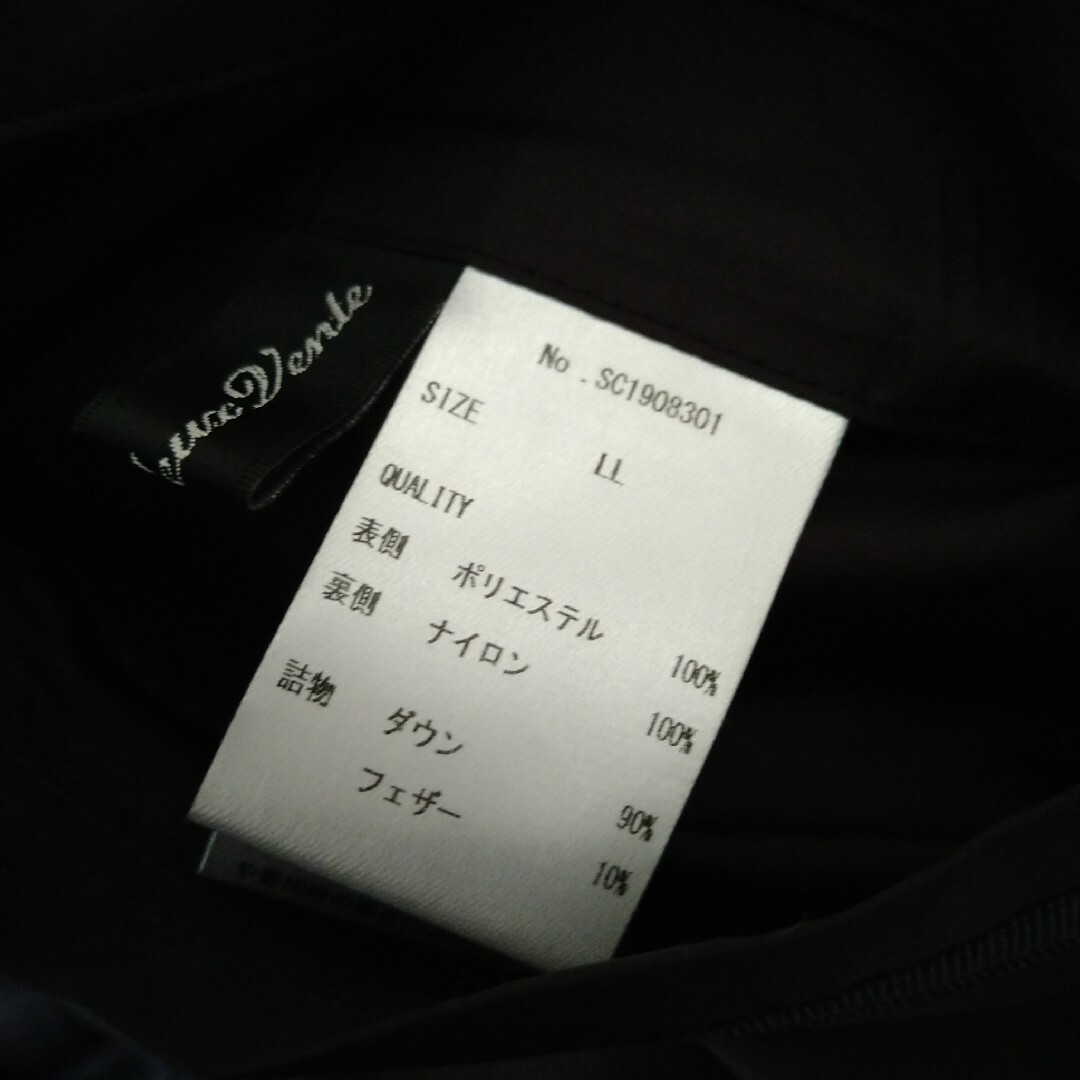 No.SC1908301
SIZE LL
QUALITY
表側 ポリエステル 100%
裏側 ナイロン 100%
詰物 ダウン 90%
フェザー 10%
Vente